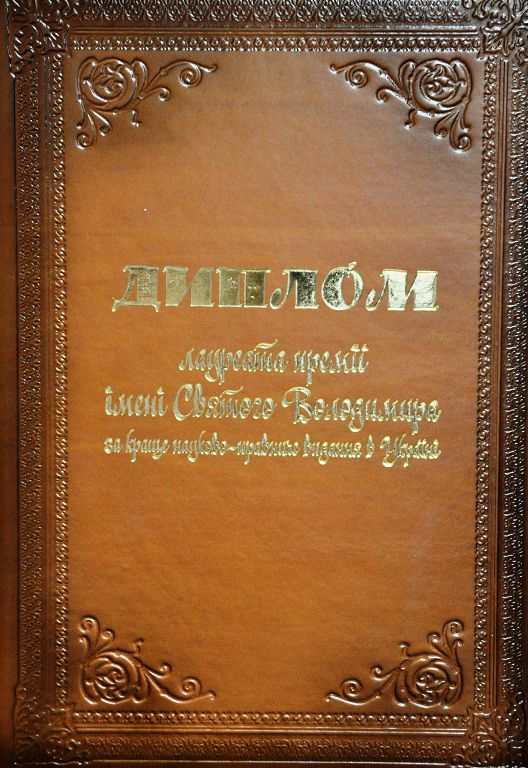 ДИПЛОМ
лауреата премії
імені Святого Володимира
за краще науково-правниче видання в Україні